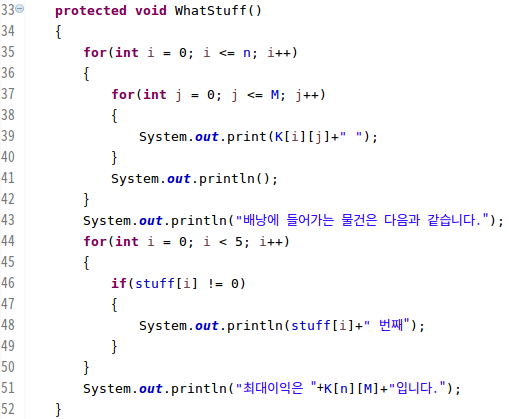 33 protected void WhatStuff()
34 {
35 for(int i = 0; i <= n; i++)
36 {
37 for(int j = 0; j <= M; j++)
38 {
39 System.out.print(K[i][j]+" ");
40 }
41 System.out.println();
42 }
43 System.out.println("배낭에 들어가는 물건은 다음과 같습니다.");
44 for(int i = 0; i < 5; i++)
45 {
46 if(stuff[i] != 0)
47 {
48 System.out.println(stuff[i]+" 번째");
49 }
50 }
51 System.out.println("최대이익은 "+K[n][M]+"입니다.");
52 }